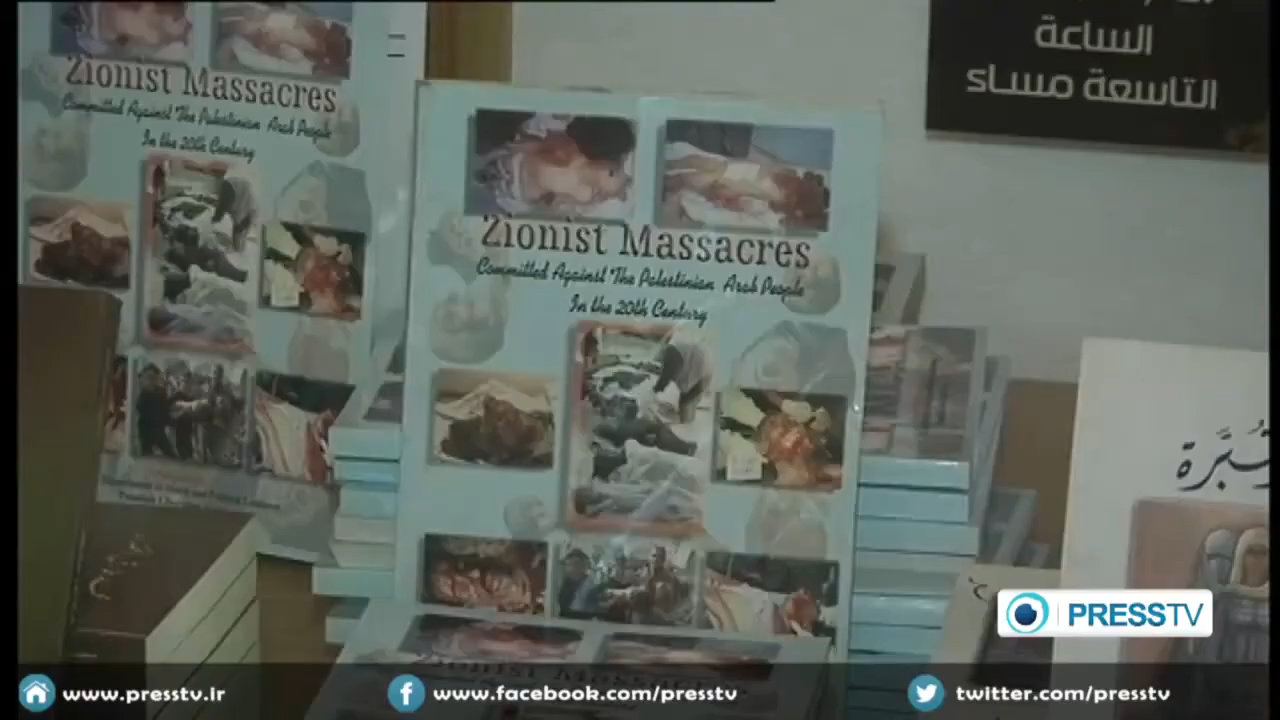 Zionist Massacres
Committed Against The Palestinian Arab People
In the 20th Century
Zionist Massacres
Committed Against The Palestinian Arab People
In the 20th Century
الساعة
التاسعة مساء
Zionist Massacres
PRESSTV
www.presstv.ir
www.facebook.com/presstv
twitter.com/presstv